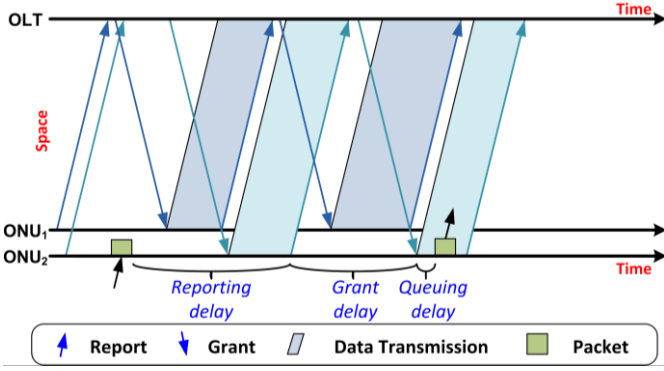 OLT
Time
Space
ONU1
ONU2
Time
Reporting delay
Grant delay
Queuing delay
Report
Grant
Data Transmission
Packet